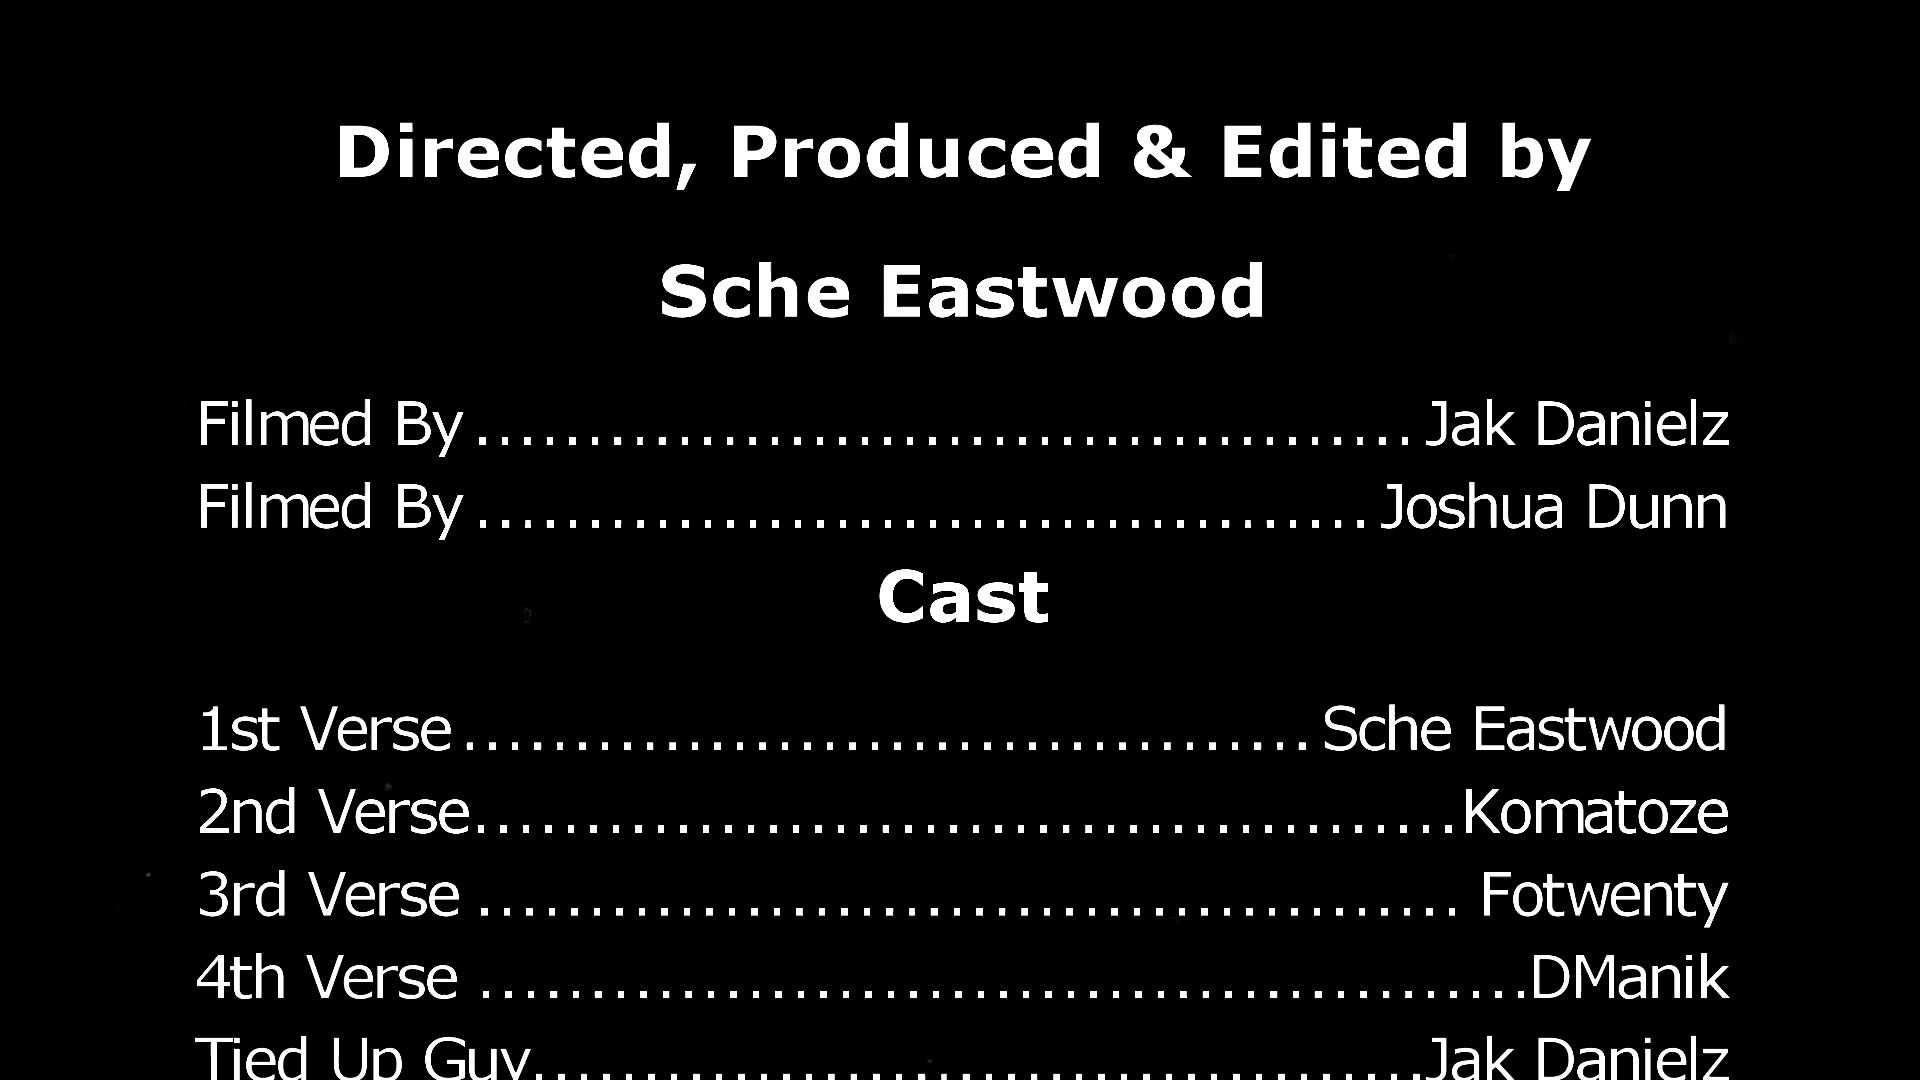 Directed, Produced & Edited by
Sche Eastwood
Filmed By ......................................... Jak Danielz
Filmed By ....................................... Joshua Dunn
Cast
1st Verse ...................................... Sche Eastwood
2nd Verse............................................Komatoze
3rd Verse ............................................ Fotwenty
4th Verse ...............................................DManik
Tied Up Guy........................................Jak Danielz